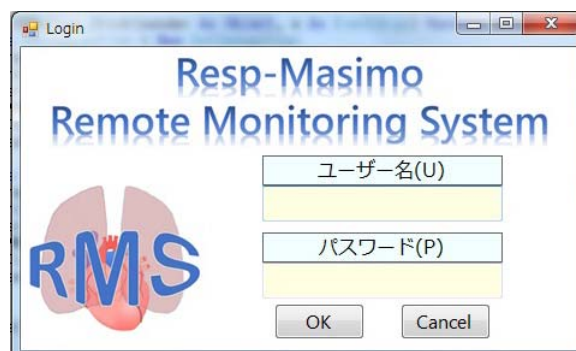 Login
Resp-Masimo
Remote Monitoring System
ユーザー名(U)
RMS
パスワード(P)
OK
Cancel